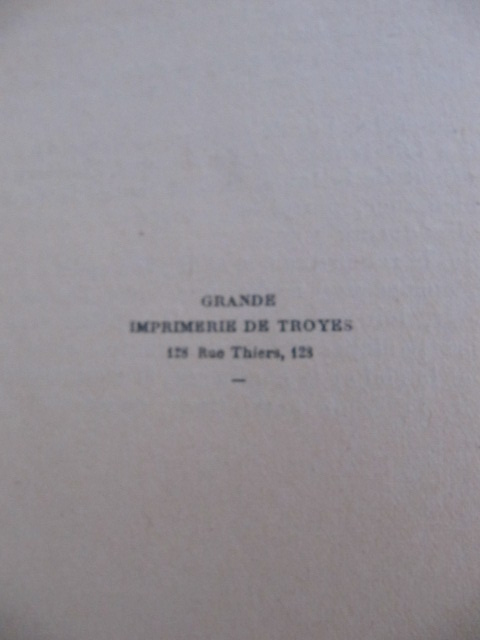 GRANDE
IMPRIMERIE DE TROYES
128 Rue Thiers, 128
—